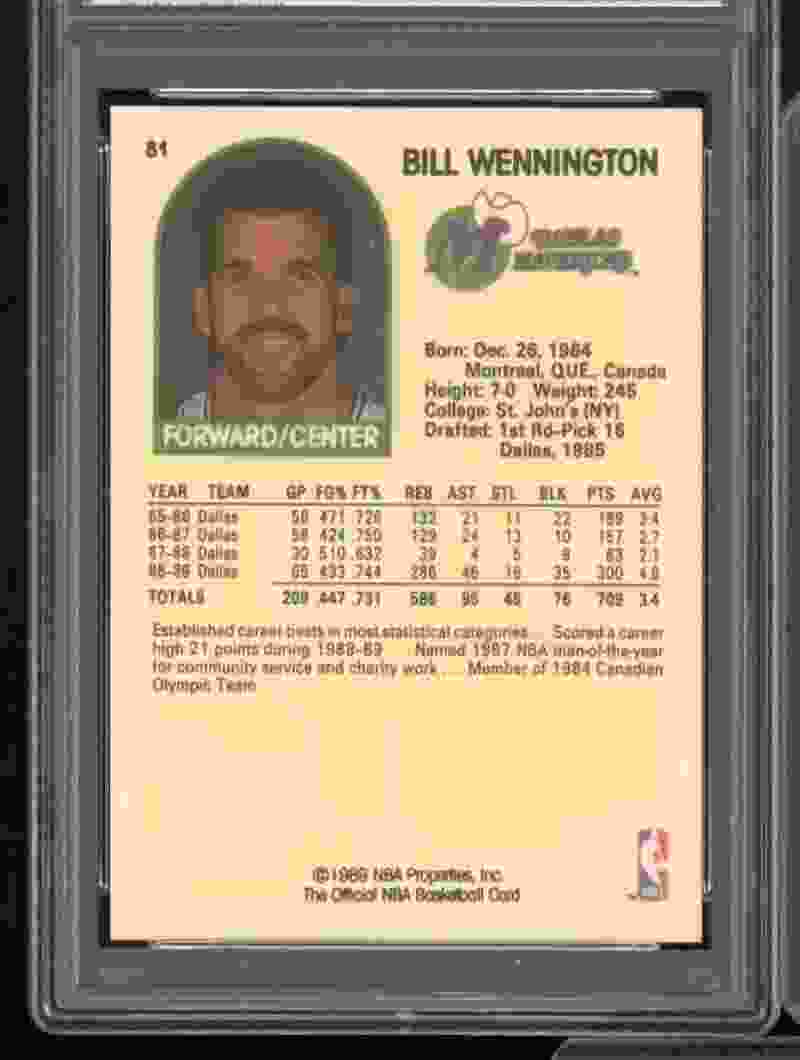 81
BILL WENNINGTON
DALLAS
MAVERICKS
FORWARD/CENTER
Born: Dec. 26, 1964
Montreal, QUE., Canada
Height: 7-0 Weight: 245
College: St. John's (NY)
Drafted: 1st Rd-Pick 16
Dallas, 1985
YEAR TEAM GP FG% FT% REB AST STL BLK PTS AVG
85-86 Dallas 56 .471 .726 132 21 11 22 189 3.4
86-87 Dallas 58 .424 .750 129 24 13 10 157 2.7
87-88 Dallas 30 .510 .632 39 4 5 9 63 2.1
88-89 Dallas 65 .433 .744 286 46 16 35 300 4.6
TOTALS 209 .447 .731 586 95 45 76 709 3.4
Established career bests in most statistical categories... Scored a career
high 21 points during 1988-89 ... Named 1987 NBA man-of-the-year
for community service and charity work ... Member of 1984 Canadian
Olympic Team
©1989 NBA Properties, Inc.
The Official NBA Basketball Card